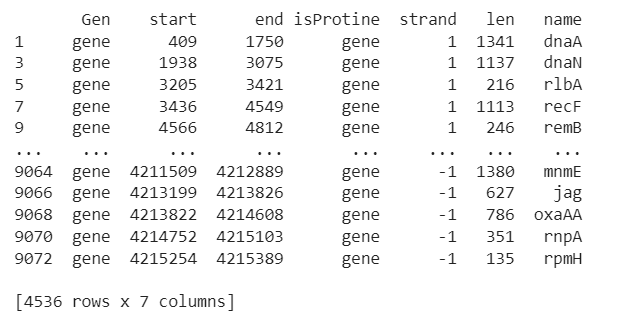 Gen start end isProtine strand len name
1 gene 409 1750 gene 1 1341 dnaA
3 gene 1938 3075 gene 1 1137 dnaN
5 gene 3205 3421 gene 1 216 rlbA
7 gene 3436 4549 gene 1 1113 recF
9 gene 4566 4812 gene 1 246 remB
... ... ... ... ... ... ... ...
9064 gene 4211509 4212889 gene -1 1380 mnmE
9066 gene 4213199 4213826 gene -1 627 jag
9068 gene 4213822 4214608 gene -1 786 oxaAA
9070 gene 4214752 4215103 gene -1 351 rnpA
9072 gene 4215254 4215389 gene -1 135 rpmH
[4536 rows x 7 columns]